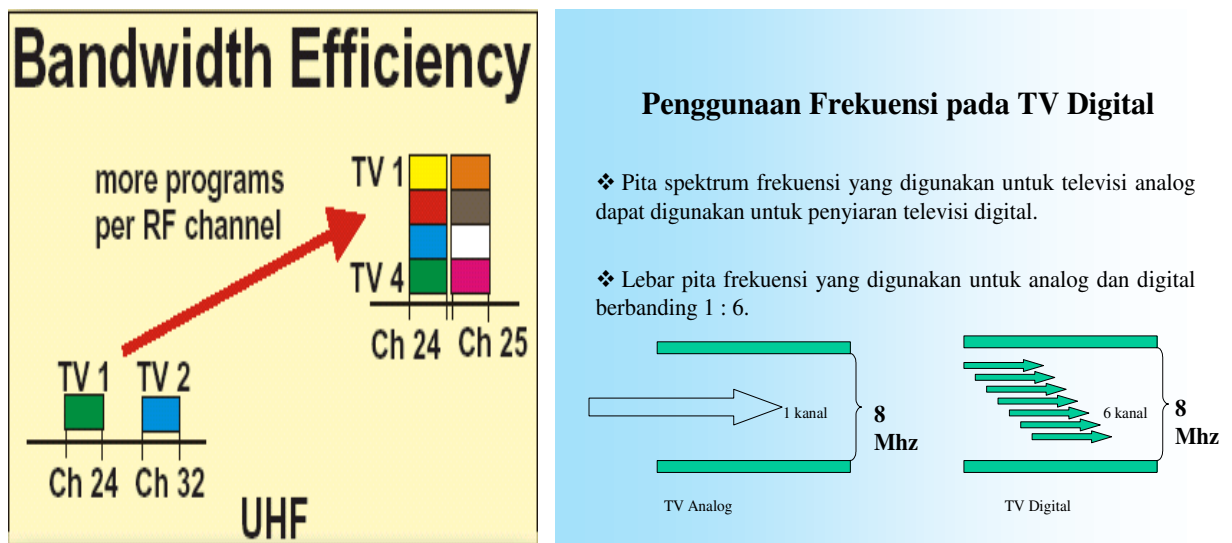 Bandwidth Efficiency
more programs
per RF channel
TV 1
TV 4
Ch 24 Ch 25
TV 1 TV 2
Ch 24 Ch 32
UHF
Penggunaan Frekuensi pada TV Digital
❖ Pita spektrum frekuensi yang digunakan untuk televisi analog
dapat digunakan untuk penyiaran televisi digital.
❖ Lebar pita frekuensi yang digunakan untuk analog dan digital
berbanding 1 : 6.
1 kanal
8
Mhz
TV Analog
6 kanal
8
Mhz
TV Digital